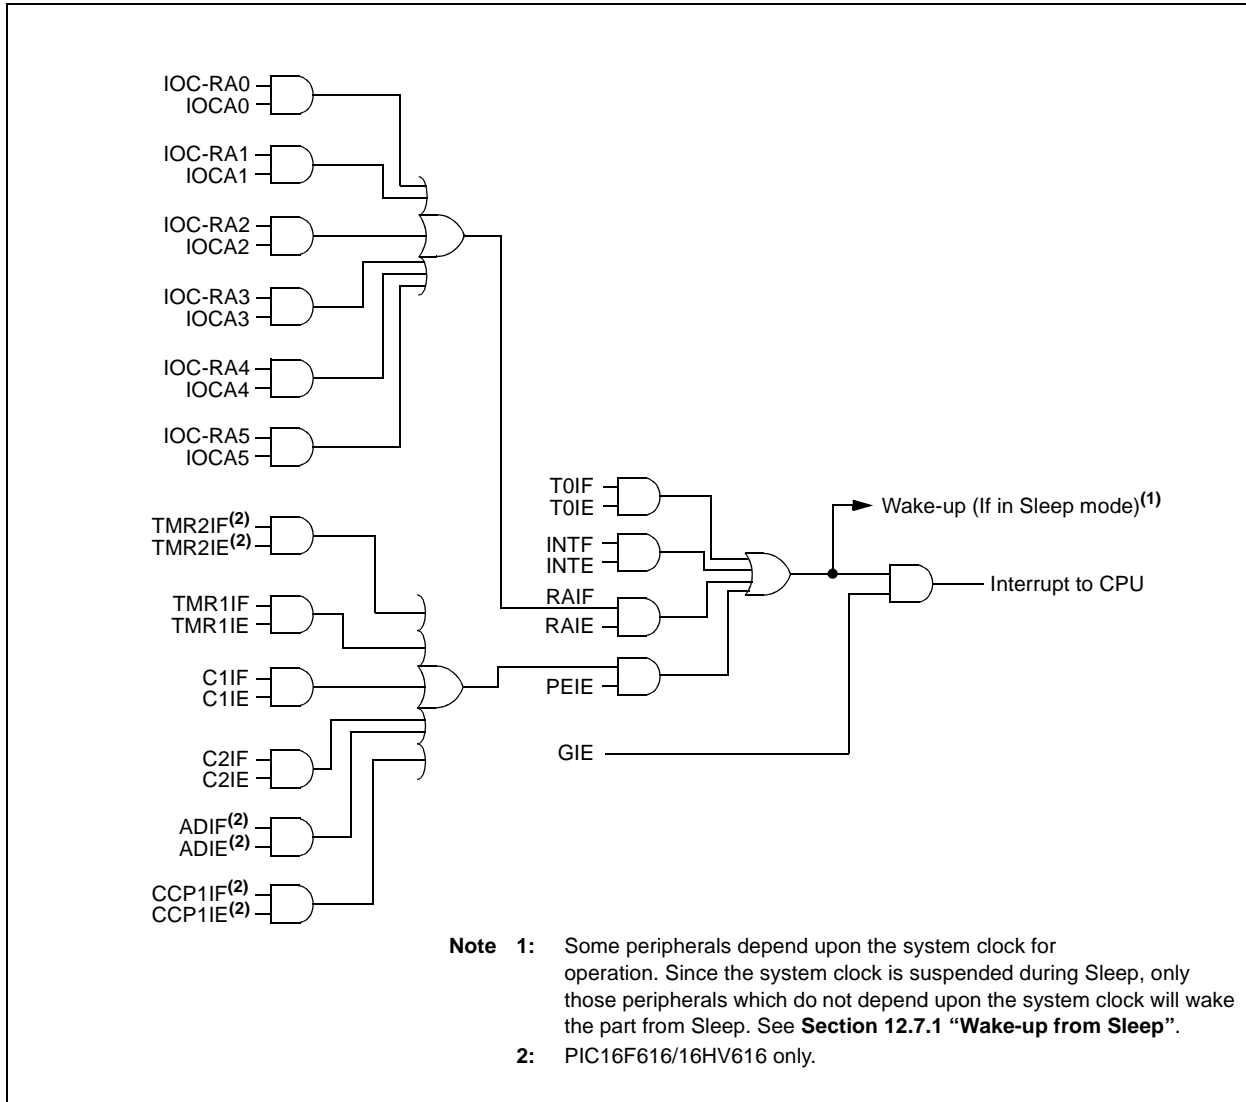 IOC-RA0
IOCA0
IOC-RA1
IOCA1
IOC-RA2
IOCA2
IOC-RA3
IOCA3
IOC-RA4
IOCA4
IOC-RA5
IOCA5
TMR2IF(2)
TMR2IE(2)
TMR1IF
TMR1IE
C1IF
C1IE
C2IF
C2IE
ADIF(2)
ADIE(2)
CCP1IF(2)
CCP1IE(2)
T0IF
T0IE
INTF
INTE
RAIF
RAIE
PEIE
GIE
Wake-up (If in Sleep mode)(1)
Interrupt to CPU
Note 1: Some peripherals depend upon the system clock for
operation. Since the system clock is suspended during Sleep, only
those peripherals which do not depend upon the system clock will wake
the part from Sleep. See Section 12.7.1 “Wake-up from Sleep”.
2: PIC16F616/16HV616 only.